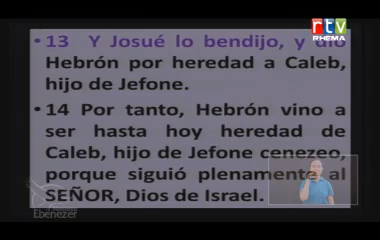 rtv
RHEMA
• 13 Y Josué lo bendijo, y dio
Hebrón por heredad a Caleb,
hijo de Jefone.
• 14 Por tanto, Hebrón vino a
ser hasta hoy heredad de
Caleb, hijo de Jefone cenezeo,
porque siguió plenamente al
SEÑOR, Dios de Israel.
Ebenezer